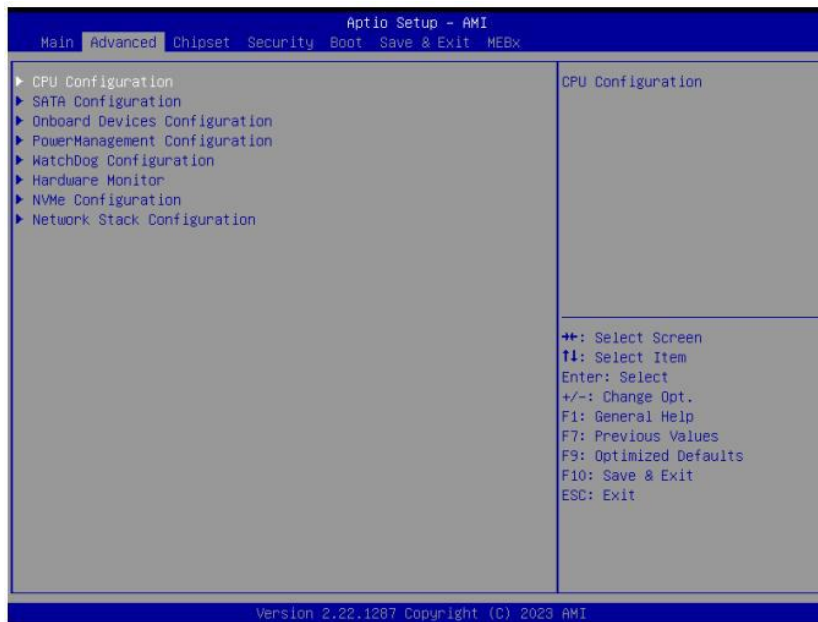 Aptio Setup - AMI
Main Advanced Chipset Security Boot Save & Exit MEBx
▶ CPU Configuration
▶ SATA Configuration
▶ Onboard Devices Configuration
▶ PowerManagement Configuration
▶ WatchDog Configuration
▶ Hardware Monitor
▶ NVMe Configuration
▶ Network Stack Configuration
CPU Configuration
→←: Select Screen
↑↓: Select Item
Enter: Select
+/-: Change Opt.
F1: General Help
F7: Previous Values
F9: Optimized Defaults
F10: Save & Exit
ESC: Exit
Version 2.22.1287 Copyright (C) 2023 AMI